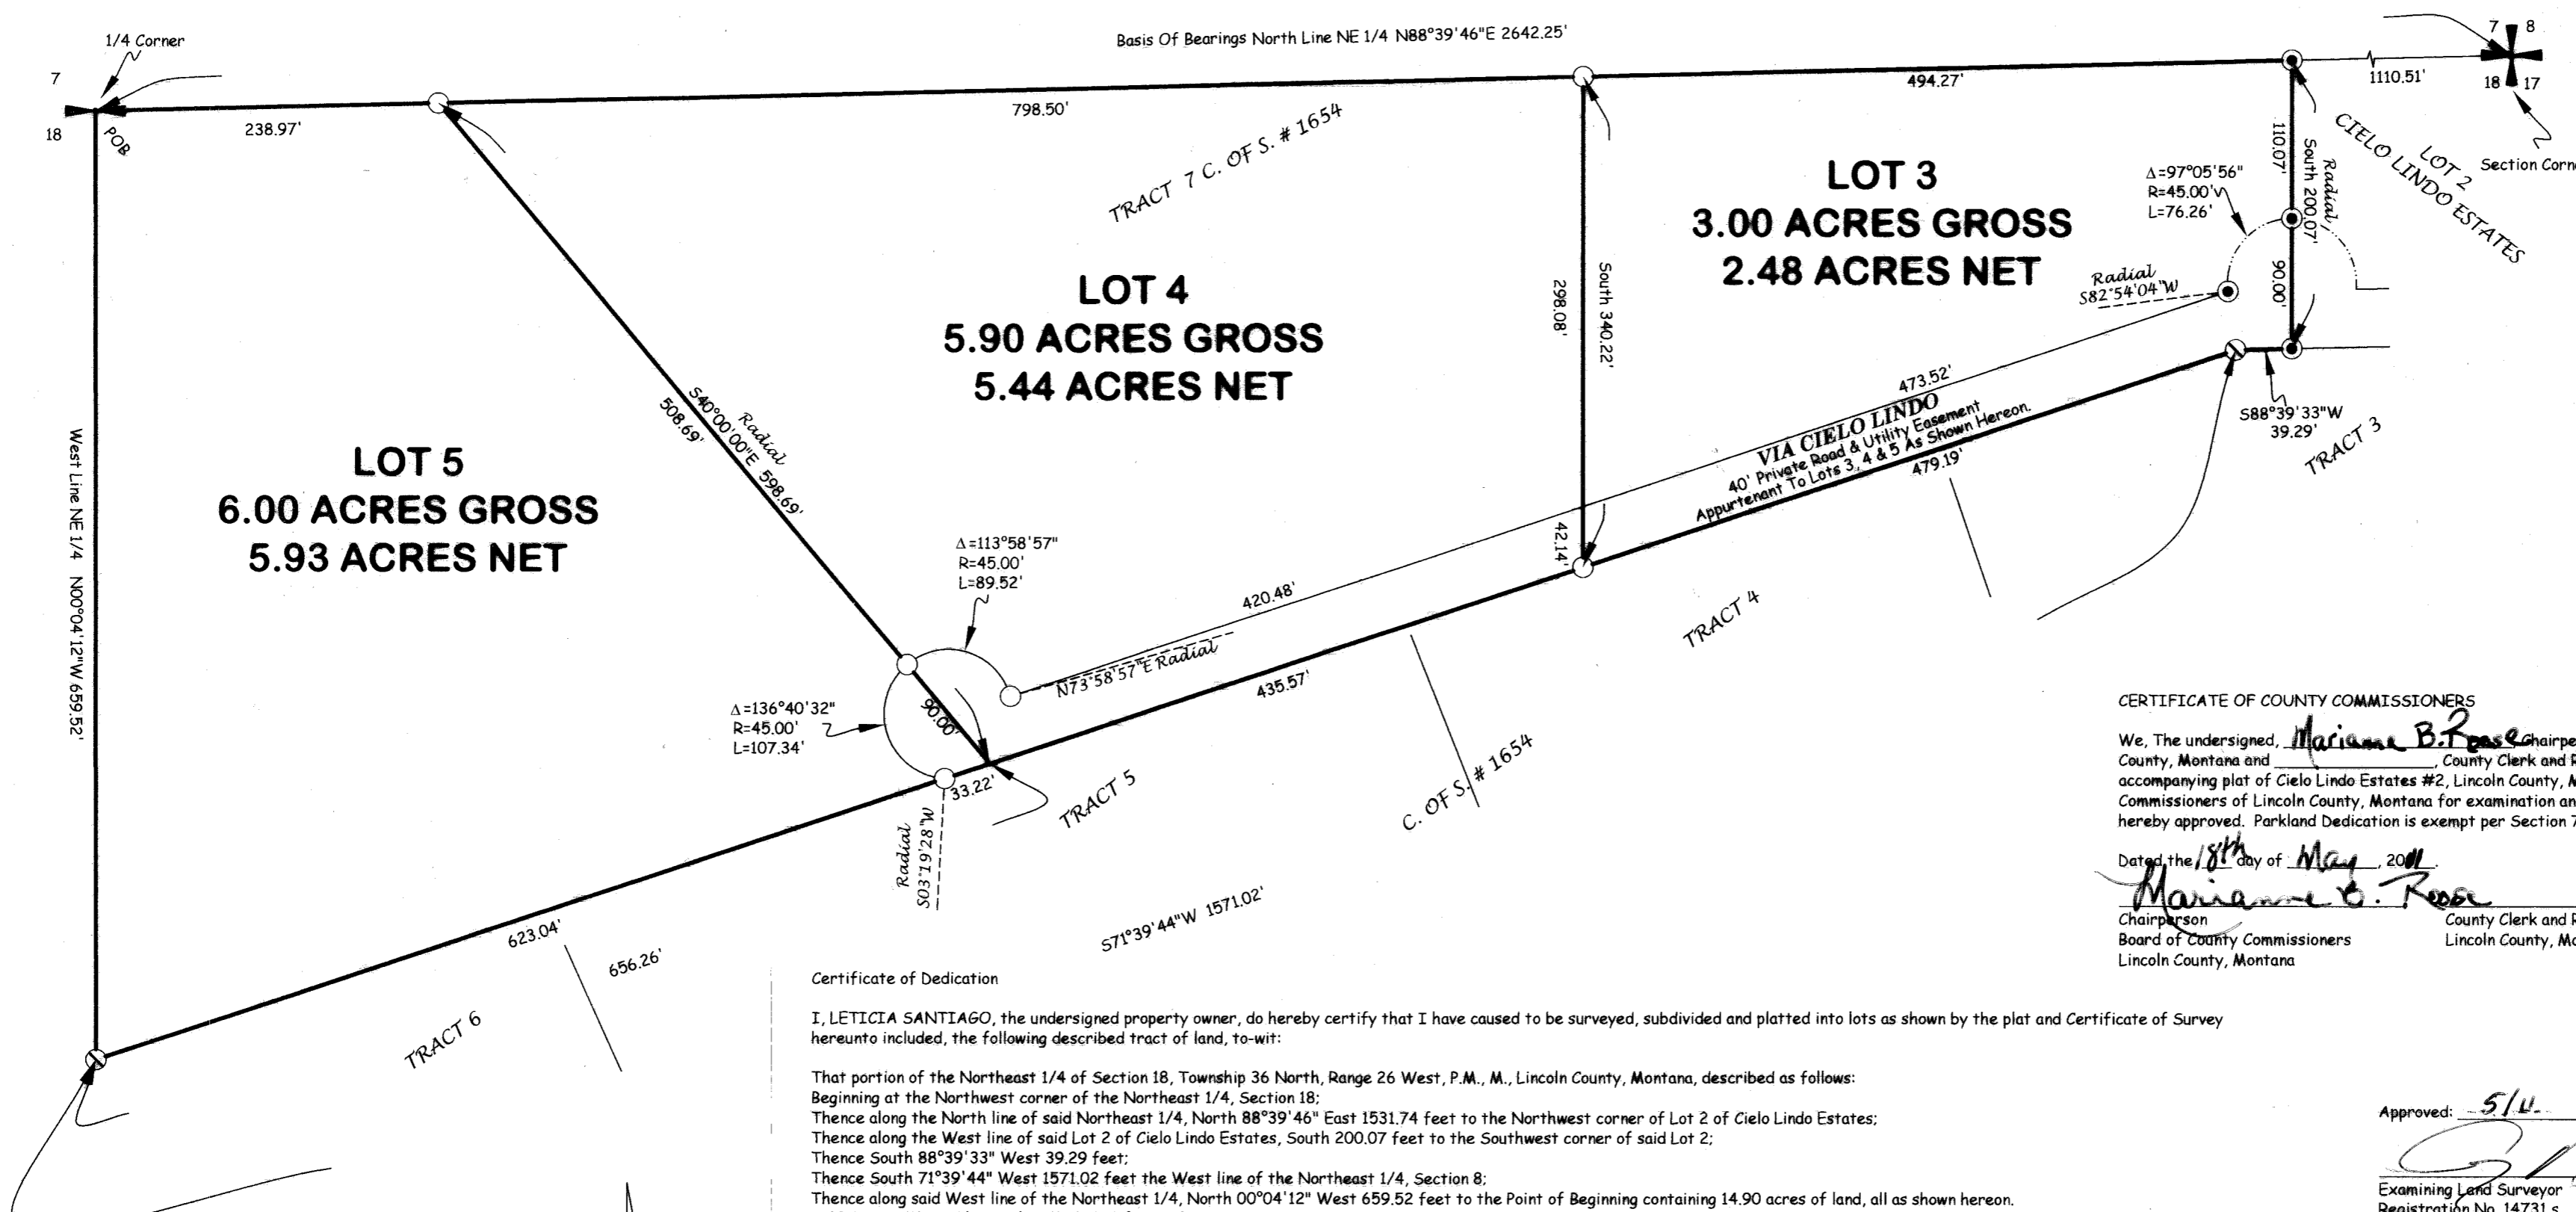 Basis Of Bearings North Line NE 1/4 N88°39'46"E 2642.25'
1/4 Corner
7
18
POB
238.97'
798.50'
494.27'
1110.51'
7 8
18 17
Section Corn
TRACT 7 C. OF S. # 1654
LOT 3
3.00 ACRES GROSS
2.48 ACRES NET
110.07'
South 200.07'
Radial
90.00'
Δ=97°05'56"
R=45.00'
L=76.26'
Radial
S82°54'04"W
LOT 2
CIELO LINDO ESTATES
LOT 4
5.90 ACRES GROSS
5.44 ACRES NET
298.08'
South 340.22'
42.14'
LOT 5
6.00 ACRES GROSS
5.93 ACRES NET
West Line NE 1/4 N00°04'12"W 659.52'
Radial
S40°00'00"E 598.69'
508.69'
90.00'
473.52'
VIA CIELO LINDO
40' Private Road & Utility Easement
Appurtenant To Lots 3, 4 & 5 As Shown Hereon.
479.19'
S88°39'33"W
39.29'
TRACT 3
Δ=113°58'57"
R=45.00'
L=89.52'
420.48'
N73°58'57"E Radial
435.57'
TRACT 4
Δ=136°40'32"
R=45.00'
L=107.34'
33.22'
Radial
S03°19'28"W
TRACT 5
C. OF S. # 1654
S71°39'44"W 1571.02'
623.04'
656.26'
TRACT 6
CERTIFICATE OF COUNTY COMMISSIONERS
We, The undersigned, Marianne B. Roose Chairpe
County, Montana and , County Clerk and R
accompanying plat of Cielo Lindo Estates #2, Lincoln County, M
Commissioners of Lincoln County, Montana for examination an
hereby approved. Parkland Dedication is exempt per Section 7
Dated the 18th day of May, 2011.
Marianne B. Roose
Chairperson County Clerk and R
Board of County Commissioners Lincoln County, Mo
Lincoln County, Montana
Certificate of Dedication
I, LETICIA SANTIAGO, the undersigned property owner, do hereby certify that I have caused to be surveyed, subdivided and platted into lots as shown by the plat and Certificate of Survey
hereunto included, the following described tract of land, to-wit:
That portion of the Northeast 1/4 of Section 18, Township 36 North, Range 26 West, P.M., M., Lincoln County, Montana, described as follows:
Beginning at the Northwest corner of the Northeast 1/4, Section 18;
Thence along the North line of said Northeast 1/4, North 88°39'46" East 1531.74 feet to the Northwest corner of Lot 2 of Cielo Lindo Estates;
Thence along the West line of said Lot 2 of Cielo Lindo Estates, South 200.07 feet to the Southwest corner of said Lot 2;
Thence South 88°39'33" West 39.29 feet;
Thence South 71°39'44" West 1571.02 feet the West line of the Northeast 1/4, Section 8;
Thence along said West line of the Northeast 1/4, North 00°04'12" West 659.52 feet to the Point of Beginning containing 14.90 acres of land, all as shown hereon.
Approved:
Examining Land Surveyor
Registration No. 14731 s